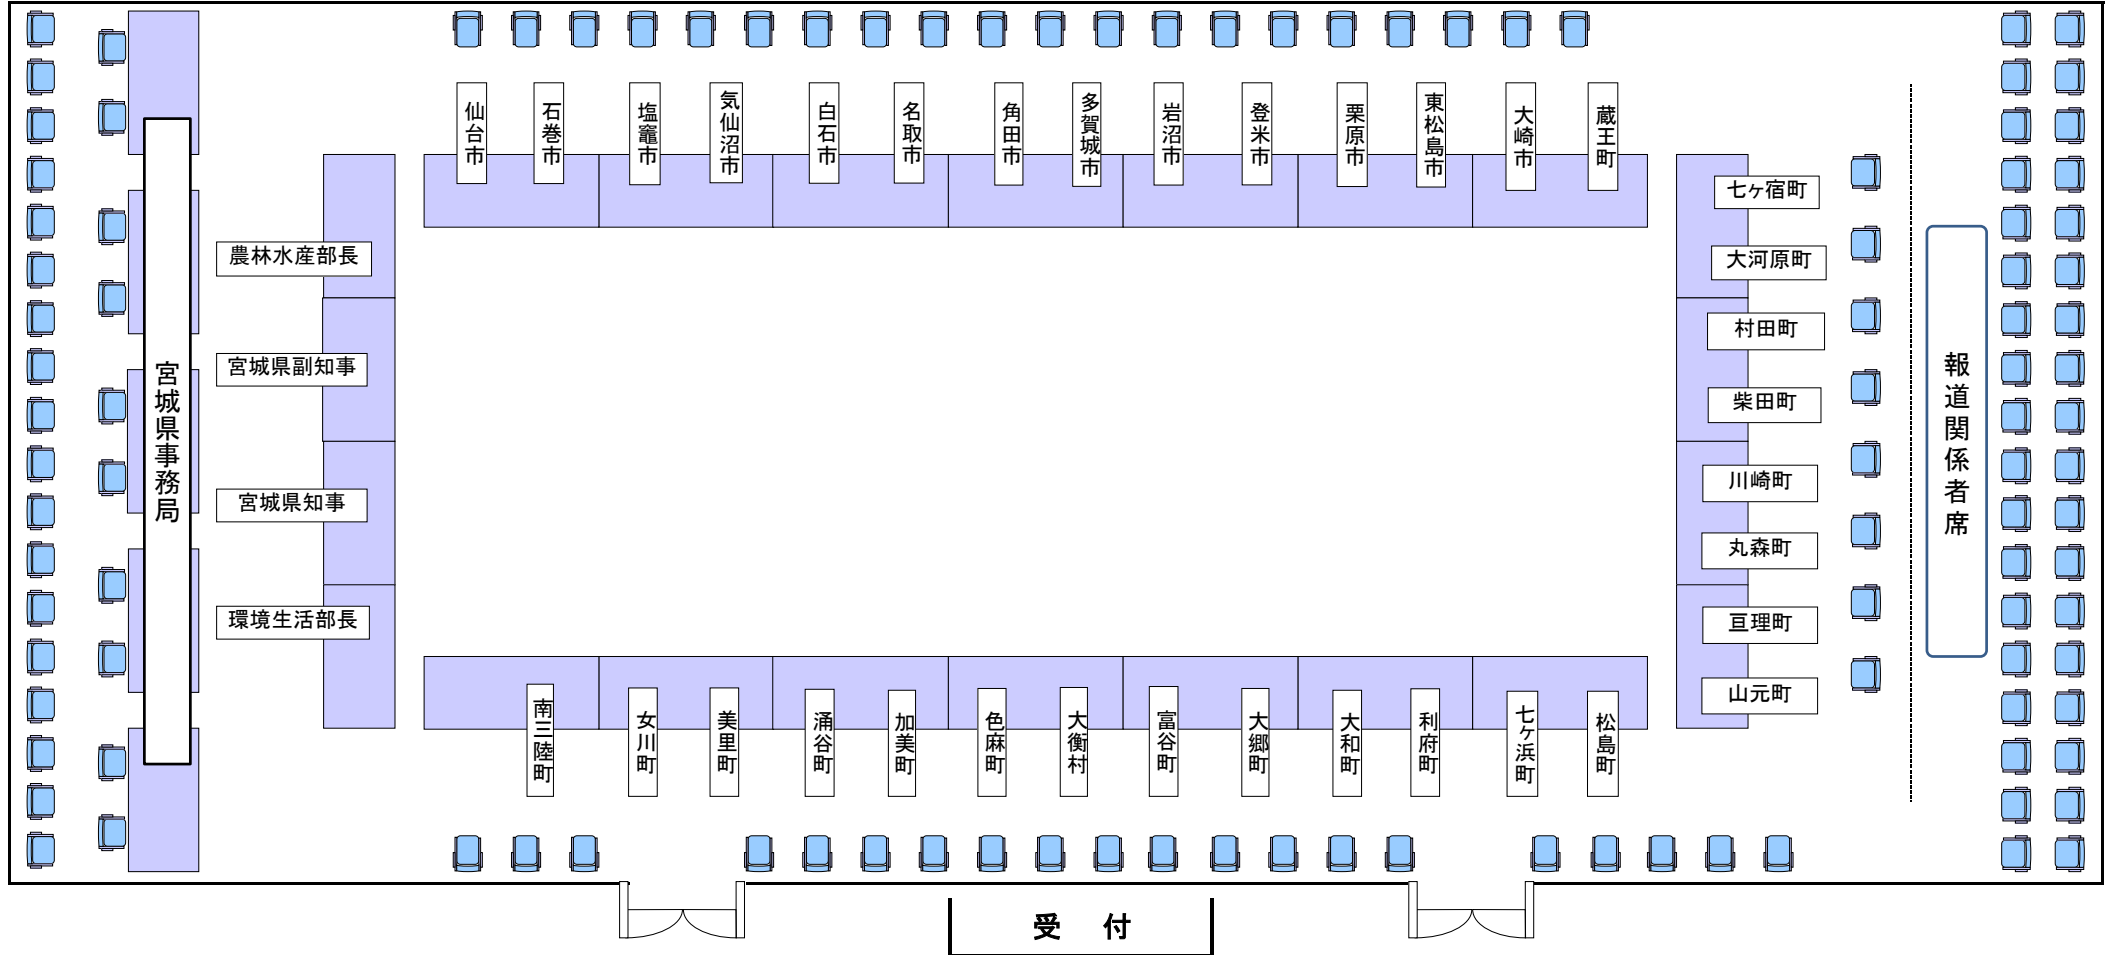 仙台市
石巻市
塩竈市
気仙沼市
白石市
名取市
角田市
多賀城市
岩沼市
登米市
栗原市
東松島市
大崎市
蔵王町
七ヶ宿町
大河原町
村田町
柴田町
川崎町
丸森町
亘理町
山元町
報道関係者席
宮城県事務局
農林水産部長
宮城県副知事
宮城県知事
環境生活部長
南三陸町
女川町
美里町
涌谷町
加美町
色麻町
大衡村
富谷町
大郷町
大和町
利府町
七ヶ浜町
松島町
受　付